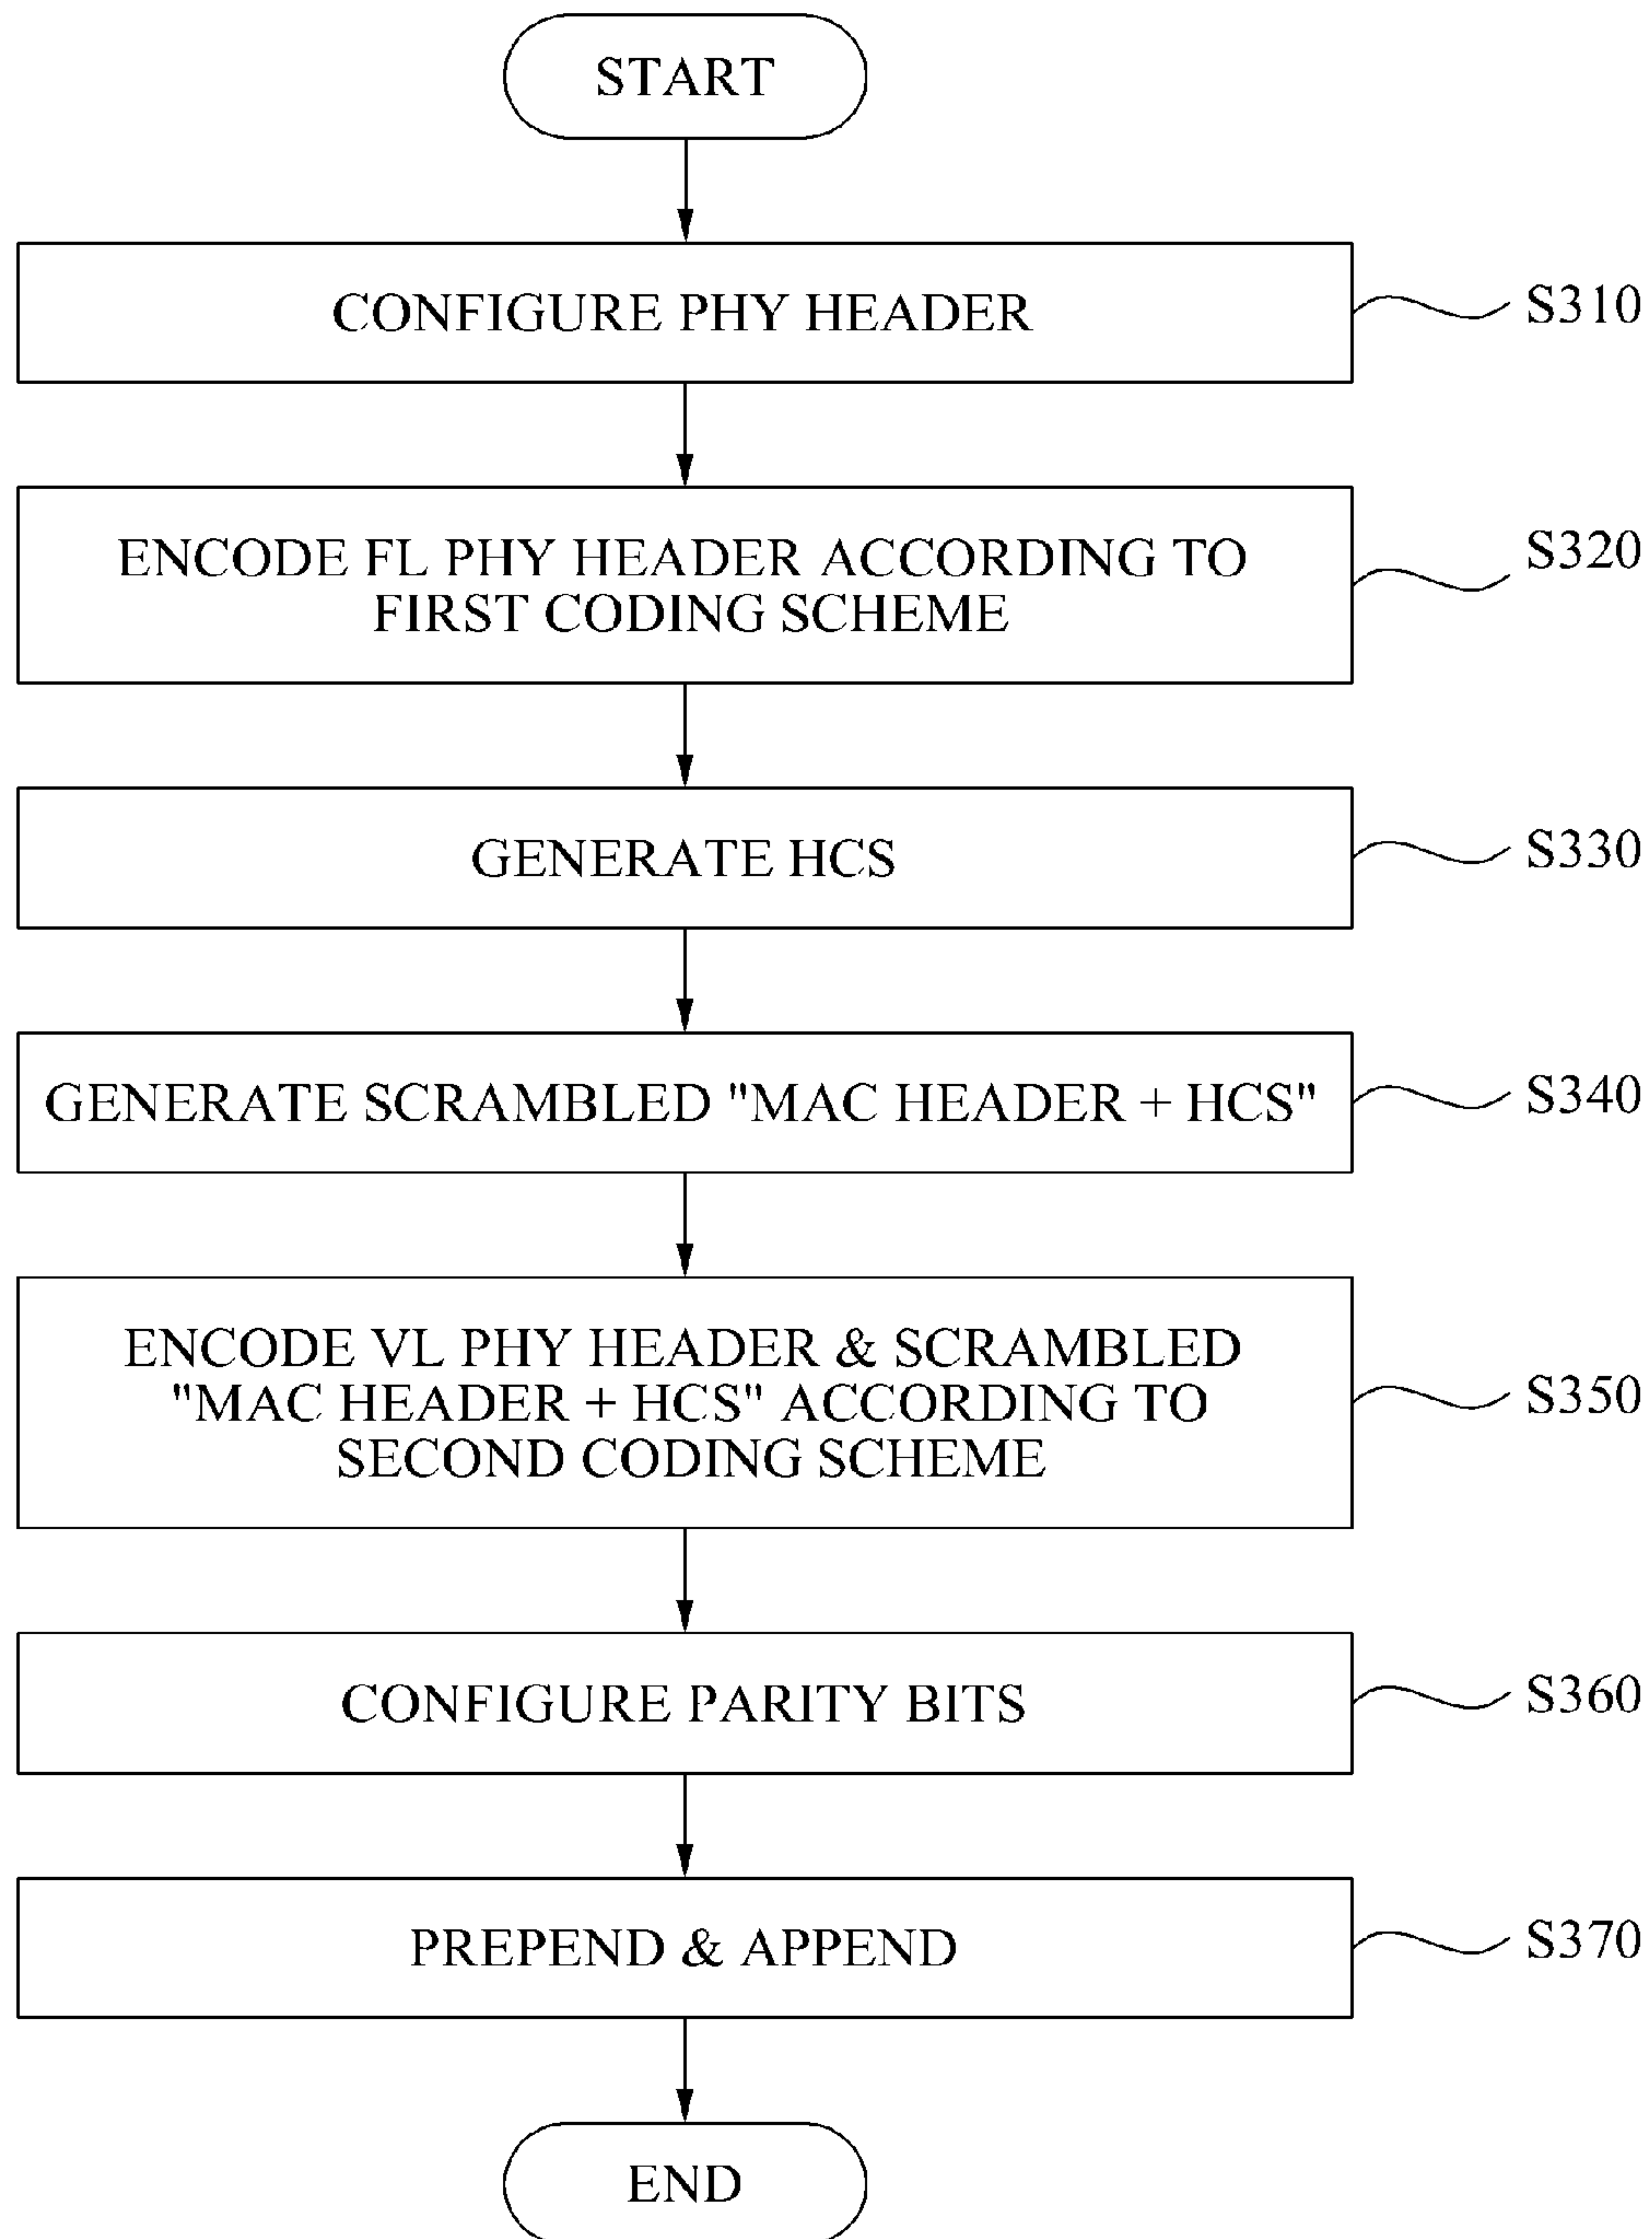 START
CONFIGURE PHY HEADER
S310
ENCODE FL PHY HEADER ACCORDING TO
FIRST CODING SCHEME
S320
GENERATE HCS
S330
GENERATE SCRAMBLED "MAC HEADER + HCS"
S340
ENCODE VL PHY HEADER & SCRAMBLED
"MAC HEADER + HCS" ACCORDING TO
SECOND CODING SCHEME
S350
CONFIGURE PARITY BITS
S360
PREPEND & APPEND
S370
END